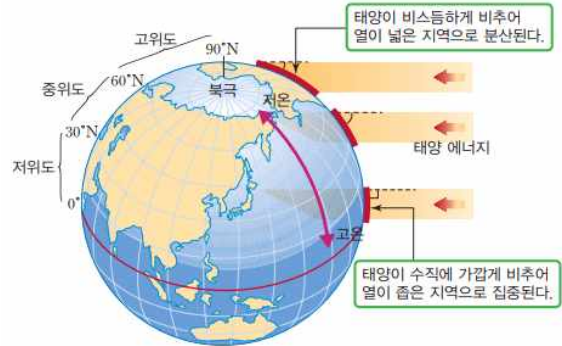 태양이 비스듬하게 비추어
열이 넓은 지역으로 분산된다.
고위도
90°N
중위도
60°N
북극
저온
30°N
태양 에너지
저위도
0°
고온
태양이 수직에 가깝게 비추어
열이 좁은 지역으로 집중된다.